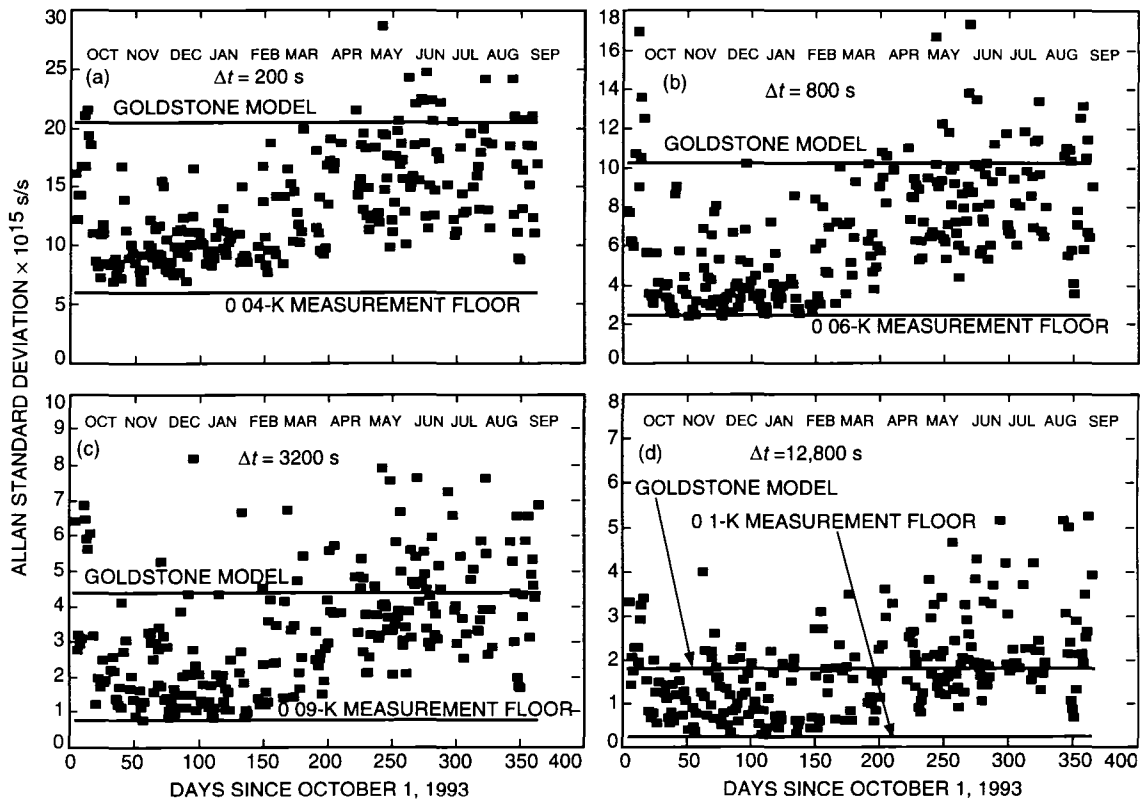 ALLAN STANDARD DEVIATION × 10¹⁵ s/s
30
25
20
15
10
5
0
OCT NOV DEC JAN FEB MAR APR MAY JUN JUL AUG SEP
(a)
Δt = 200 s
GOLDSTONE MODEL
0 04-K MEASUREMENT FLOOR
18
16
14
12
10
8
6
4
2
0
OCT NOV DEC JAN FEB MAR APR MAY JUN JUL AUG SEP
(b)
Δt = 800 s
GOLDSTONE MODEL
0 06-K MEASUREMENT FLOOR
10
9
8
7
6
5
4
3
2
1
0
OCT NOV DEC JAN FEB MAR APR MAY JUN JUL AUG SEP
(c)
Δt = 3200 s
GOLDSTONE MODEL
0 09-K MEASUREMENT FLOOR
0 50 100 150 200 250 300 350 400
DAYS SINCE OCTOBER 1, 1993
8
7
6
5
4
3
2
1
0
OCT NOV DEC JAN FEB MAR APR MAY JUN JUL AUG SEP
(d)
Δt =12,800 s
GOLDSTONE MODEL
0 1-K MEASUREMENT FLOOR
0 50 100 150 200 250 300 350 400
DAYS SINCE OCTOBER 1, 1993